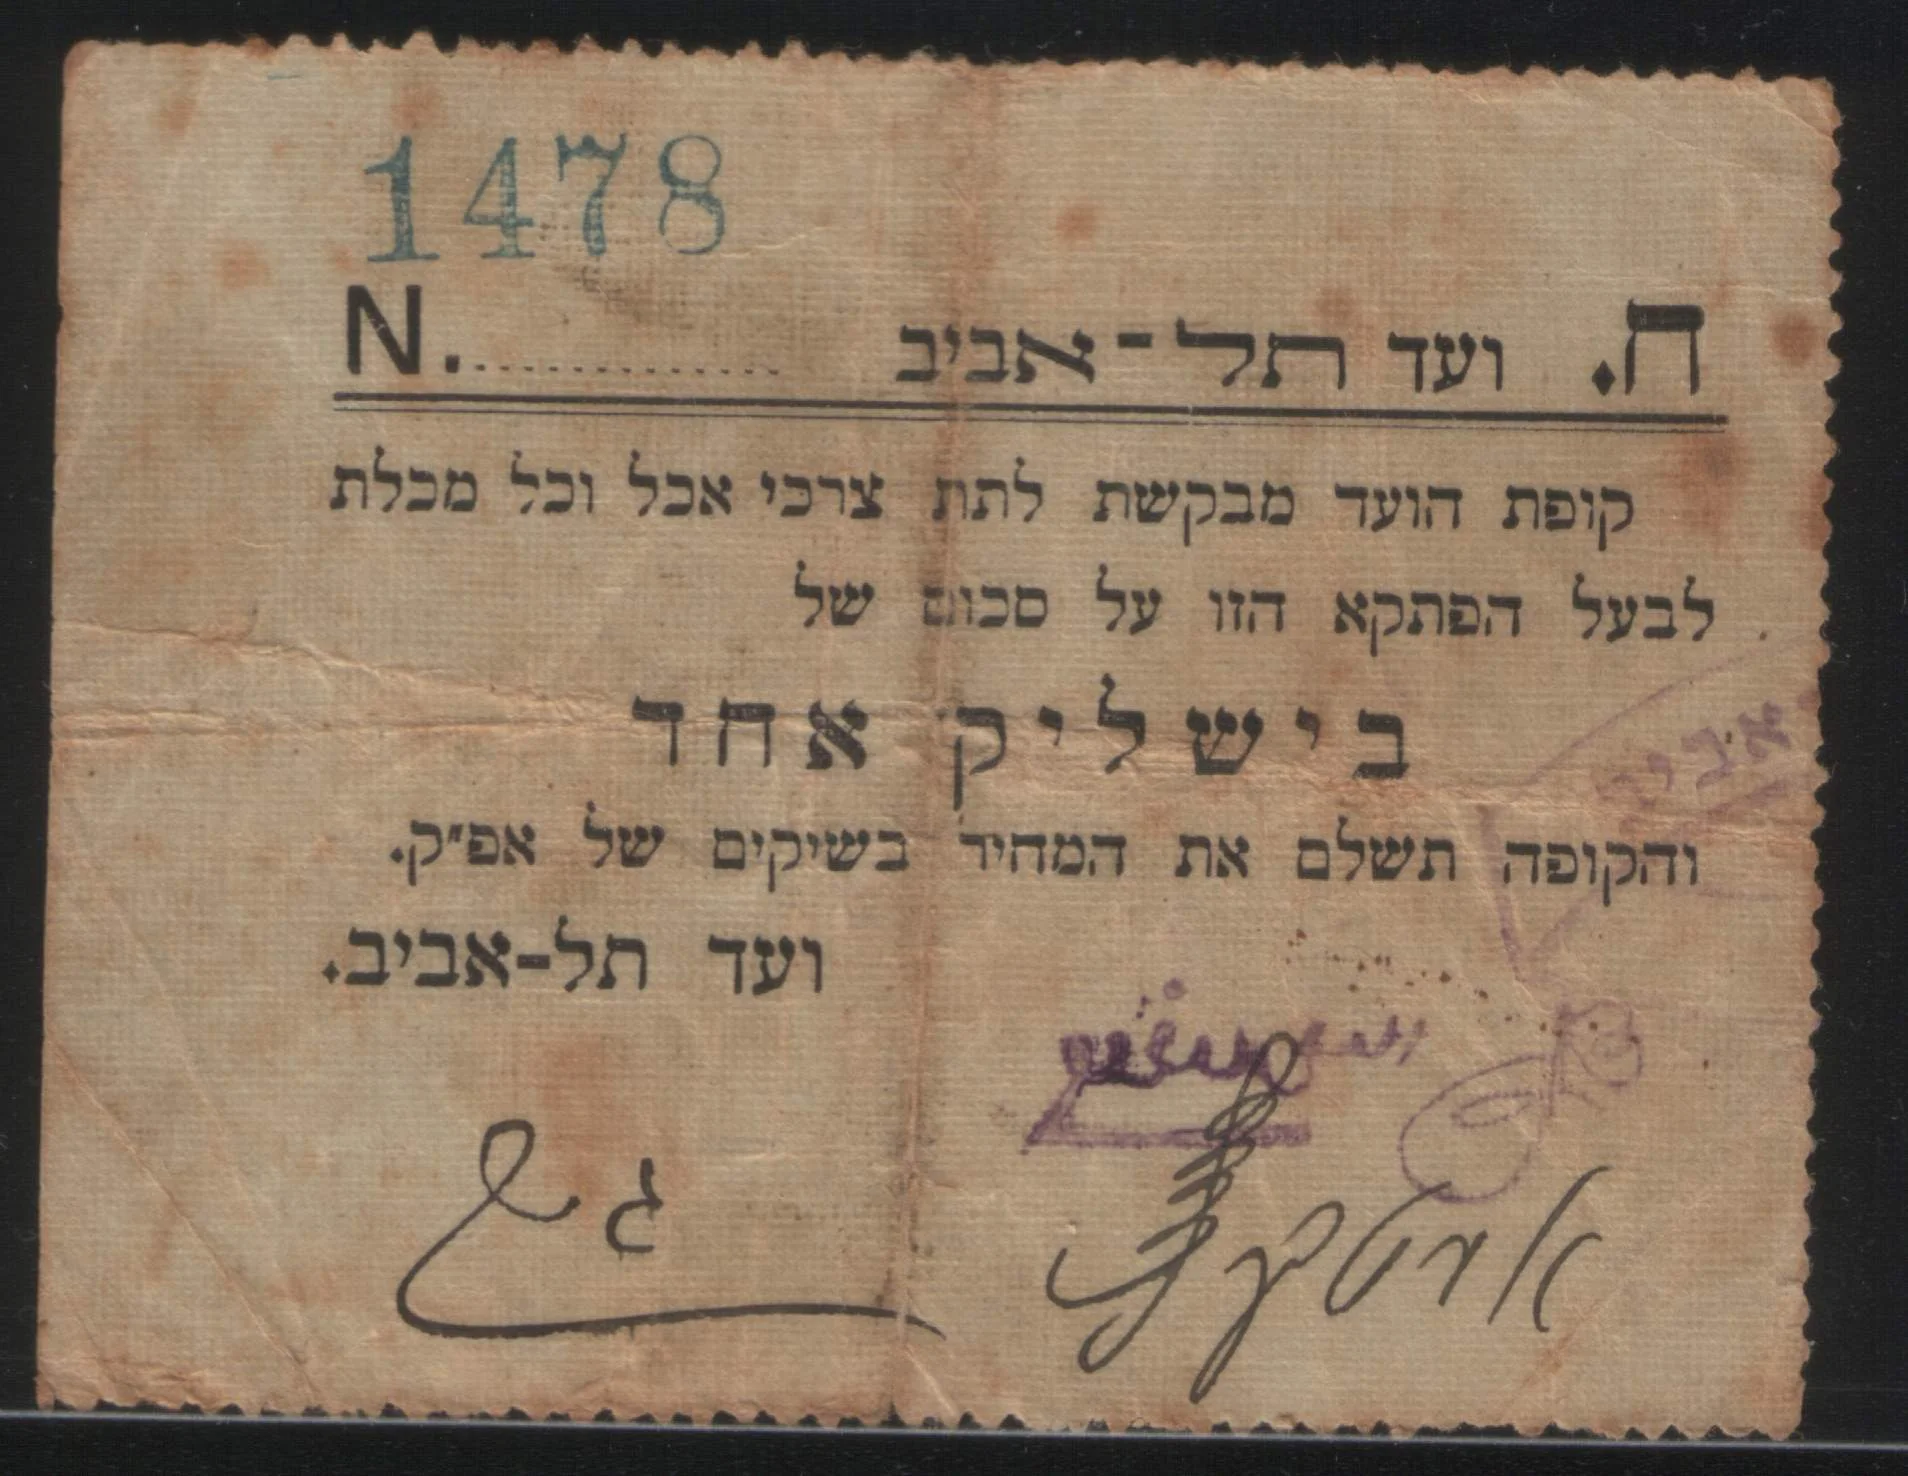 1478
ח. ועד תל-אביב N. ..............
קופת הועד מבקשת לתת צרכי אכל וכל מכלת
לבעל הפתקא הזו על סכום של
בישליק אחד
והקופה תשלם את המחיר בשיקים של אפ״ק.
ועד תל-אביב.